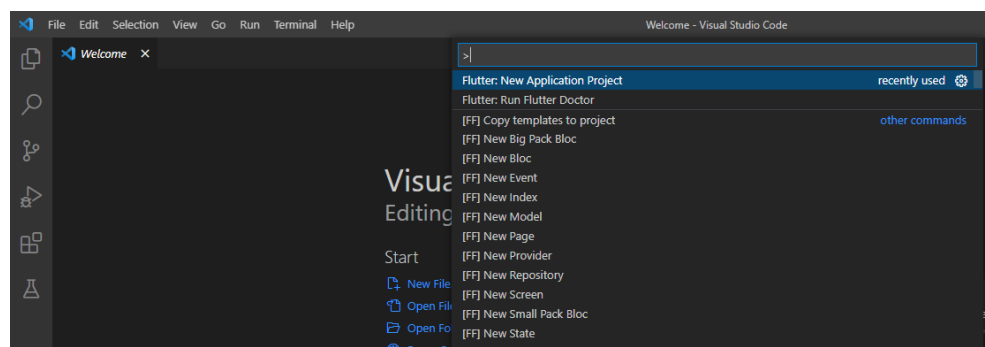 File Edit Selection View Go Run Terminal Help Welcome - Visual Studio Code
Welcome
>
Flutter: New Application Project recently used
Flutter: Run Flutter Doctor
[FF] Copy templates to project other commands
[FF] New Big Pack Bloc
[FF] New Bloc
[FF] New Event
[FF] New Index
[FF] New Model
[FF] New Page
[FF] New Provider
[FF] New Repository
[FF] New Screen
[FF] New Small Pack Bloc
[FF] New State
Visua
Editing
Start
New File
Open File
Open Fo